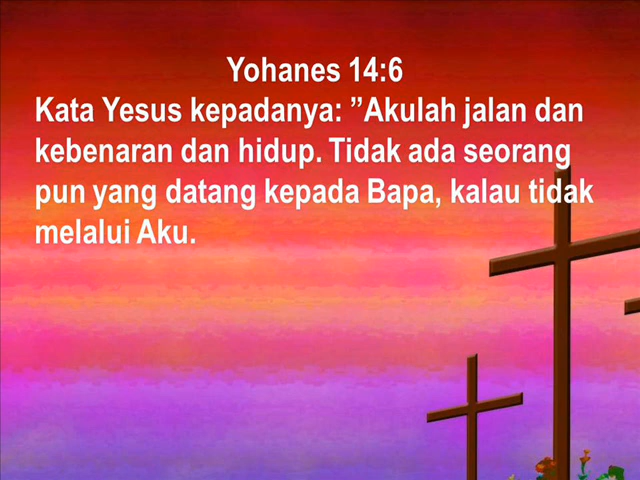 Yohanes 14:6
Kata Yesus kepadanya: ”Akulah jalan dan
kebenaran dan hidup. Tidak ada seorang
pun yang datang kepada Bapa, kalau tidak
melalui Aku.